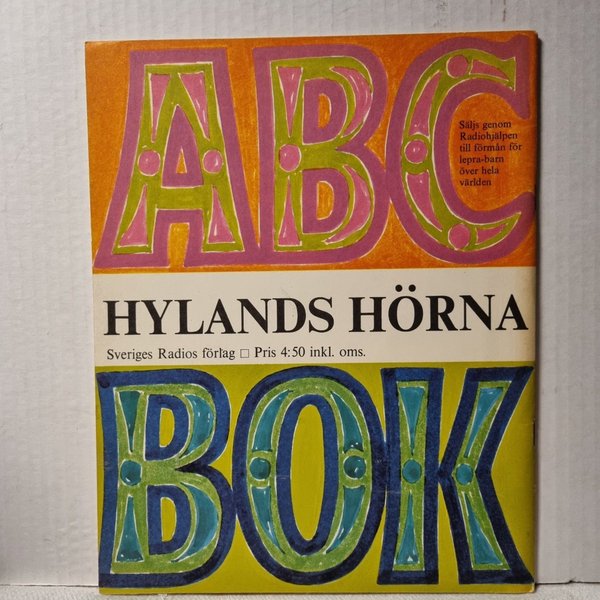 ABC
Säljs genom
Radiohjälpen
till förmån för
lepra-barn
över hela
världen
HYLANDS HÖRNA
Sveriges Radios förlag □ Pris 4:50 inkl. oms.
BOK